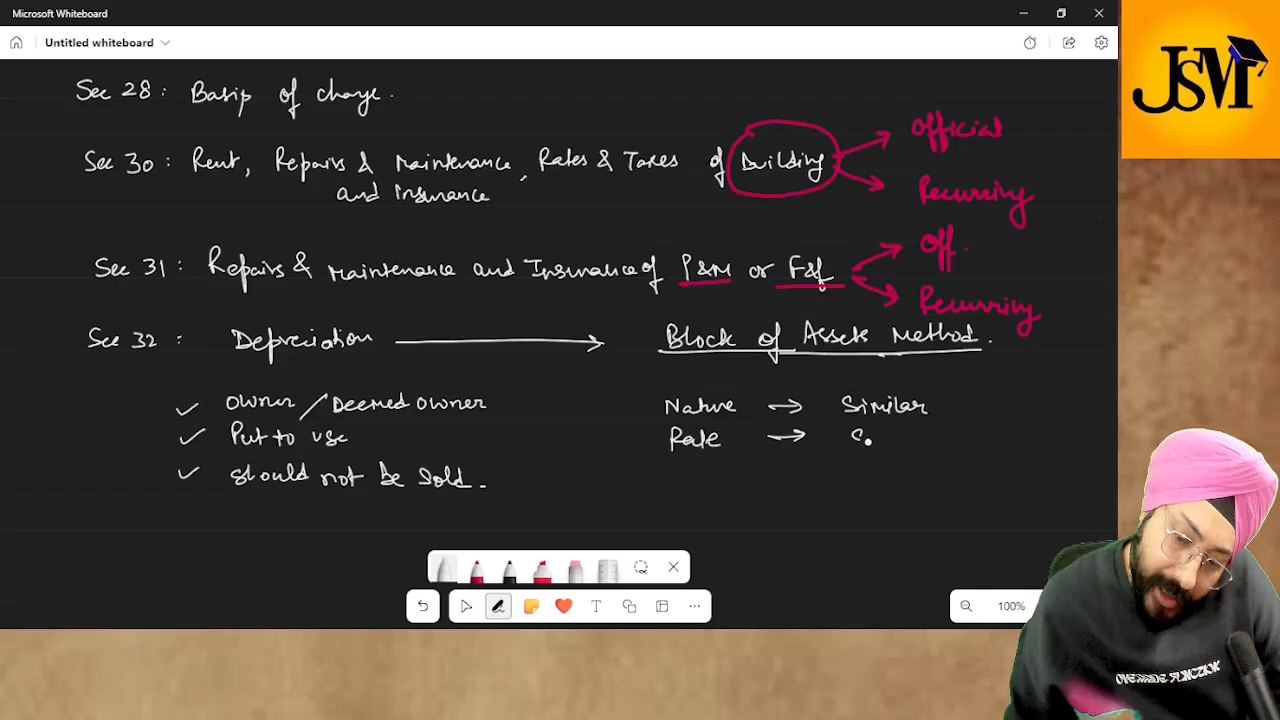 Microsoft Whiteboard
Untitled whiteboard
JSM
Sec 28 : Basis of charge.
Official
Sec 30 : Rent, Repairs & Maintenance, Rates & Taxes of Building
and Insurance
Recurring
Off.
Sec 31 : Repairs & Maintenance and Insurance of P&M or F&F
Recurring
Sec 32 : Depreciation → Block of Assets Method.
✓ Owner / Deemed Owner
Nature → Similar
✓ Put to use
Rate → S
✓ Should not be sold.
100%